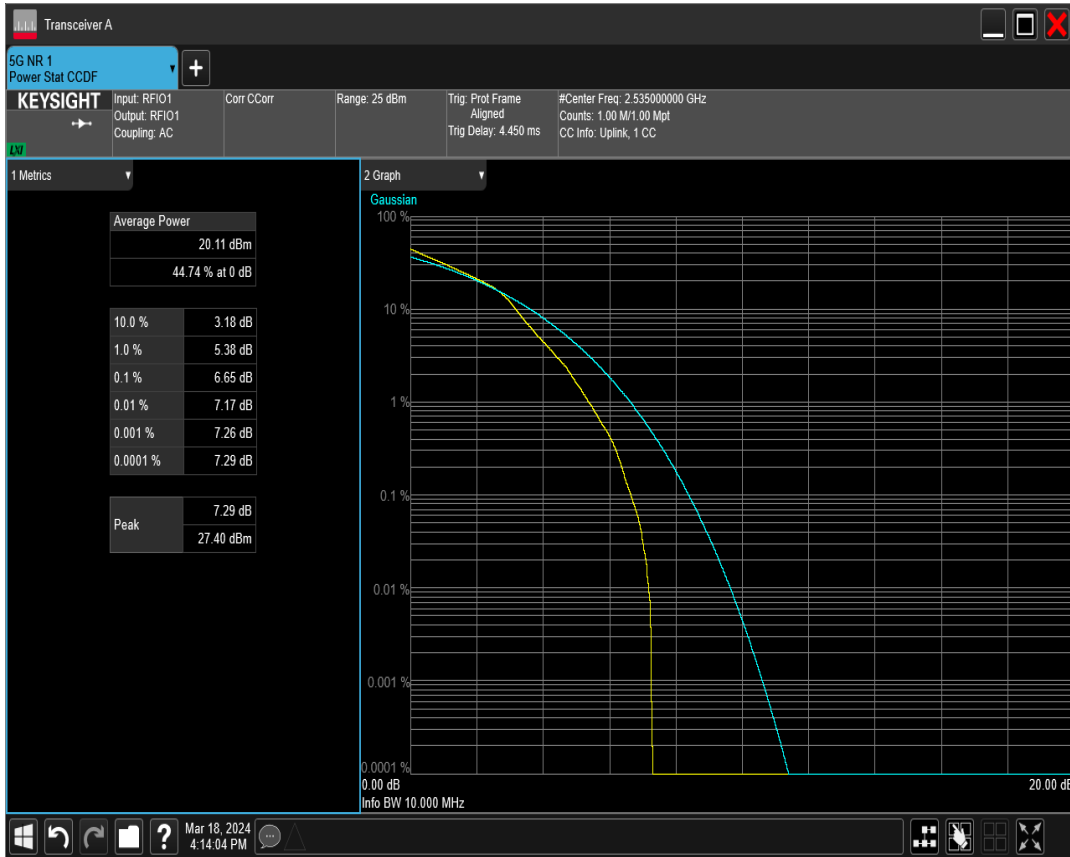 Transceiver A
5G NR 1
Power Stat CCDF
KEYSIGHT
LXI
Input: RFIO1
Output: RFIO1
Coupling: AC
Corr CCorr
Range: 25 dBm
Trig: Prot Frame
Aligned
Trig Delay: 4.450 ms
#Center Freq: 2.535000000 GHz
Counts: 1.00 M/1.00 Mpt
CC Info: Uplink, 1 CC
1 Metrics
Average Power
20.11 dBm
44.74 % at 0 dB
10.0 % 3.18 dB
1.0 % 5.38 dB
0.1 % 6.65 dB
0.01 % 7.17 dB
0.001 % 7.26 dB
0.0001 % 7.29 dB
Peak
7.29 dB
27.40 dBm
2 Graph
Gaussian
100 %
10 %
1 %
0.1 %
0.01 %
0.001 %
0.0001 %
0.00 dB
20.00 dB
Info BW 10.000 MHz
Mar 18, 2024
4:14:04 PM